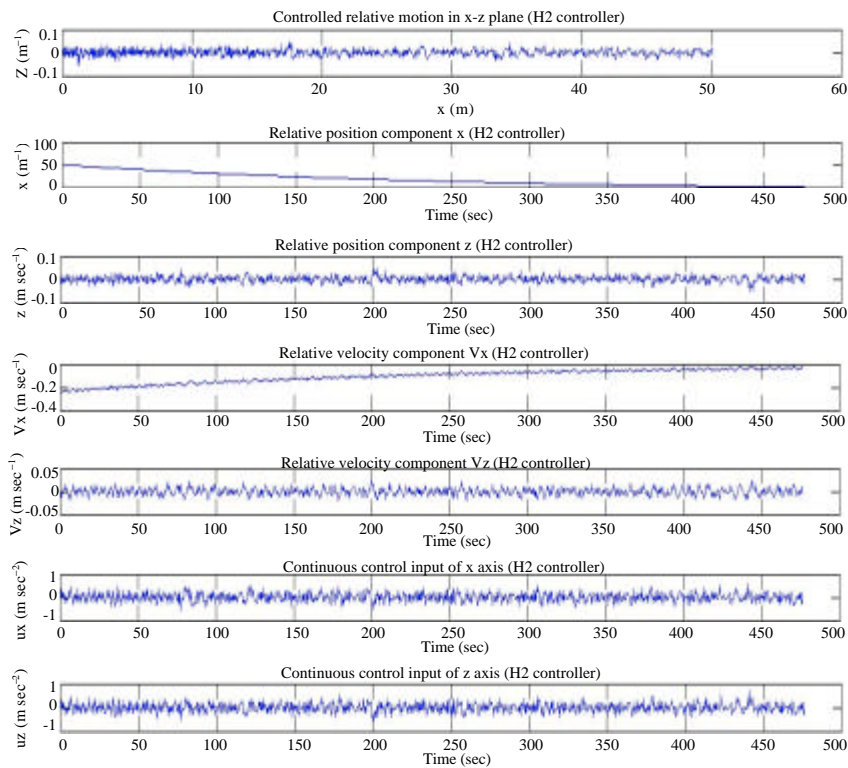 Controlled relative motion in x-z plane (H2 controller)
Z (m⁻¹)
0.1
0
-0.1
0 10 20 30 40 50 60
x (m)
Relative position component x (H2 controller)
x (m⁻¹)
100
50
0
0 50 100 150 200 250 300 350 400 450 500
Time (sec)
Relative position component z (H2 controller)
z (m sec⁻¹)
0.1
0
-0.1
0 50 100 150 200 250 300 350 400 450 500
Time (sec)
Relative velocity component Vx (H2 controller)
Vx (m sec⁻¹)
0
-0.2
-0.4
0 50 100 150 200 250 300 350 400 450 500
Time (sec)
Relative velocity component Vz (H2 controller)
Vz (m sec⁻¹)
0.05
0
-0.05
0 50 100 150 200 250 300 350 400 450 500
Time (sec)
Continuous control input of x axis (H2 controller)
ux (m sec⁻²)
1
0
-1
0 50 100 150 200 250 300 350 400 450 500
Time (sec)
Continuous control input of z axis (H2 controller)
uz (m sec⁻²)
1
0
-1
0 50 100 150 200 250 300 350 400 450 500
Time (sec)